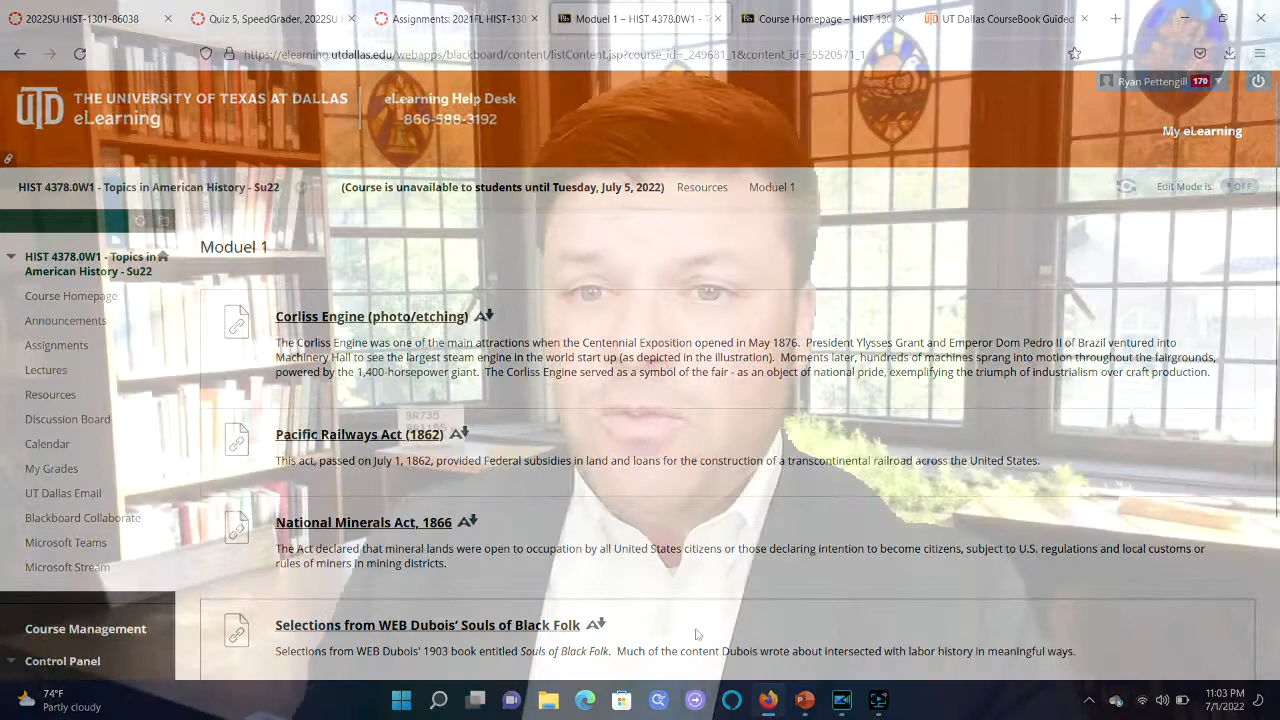 2022SU HIST-1301-86038
Quiz 5, SpeedGrader, 2022SU
Assignments: 2021FL HIST-130
Moduel 1 – HIST 4378.0W1 - To
Course Homepage – HIST 130
UT Dallas CourseBook Guided
https://elearning.utdallas.edu/webapps/blackboard/content/listContent.jsp?course_id=_249681_1&content_id=_5520571_1
UTD
THE UNIVERSITY OF TEXAS AT DALLAS
eLearning
eLearning Help Desk
866-588-3192
Ryan Pettengill 170
My eLearning
HIST 4378.0W1 - Topics in American History - Su22
(Course is unavailable to students until Tuesday, July 5, 2022)
Resources
Moduel 1
Edit Mode is: OFF
HIST 4378.0W1 - Topics in
American History - Su22
Course Homepage
Announcements
Assignments
Lectures
Resources
Discussion Board
Calendar
My Grades
UT Dallas Email
Blackboard Collaborate
Microsoft Teams
Microsoft Stream
Course Management
Control Panel
Moduel 1
Corliss Engine (photo/etching)
The Corliss Engine was one of the main attractions when the Centennial Exposition opened in May 1876. President Ylysses Grant and Emperor Dom Pedro II of Brazil ventured into
Machinery Hall to see the largest steam engine in the world start up (as depicted in the illustration). Moments later, hundreds of machines sprang into motion throughout the fairgrounds,
powered by the 1,400-horsepower giant. The Corliss Engine served as a symbol of the fair - as an object of national pride, exemplifying the triumph of industrialism over craft production.
BR735
Pacific Railways Act (1862)
This act, passed on July 1, 1862, provided Federal subsidies in land and loans for the construction of a transcontinental railroad across the United States.
National Minerals Act, 1866
The Act declared that mineral lands were open to occupation by all United States citizens or those declaring intention to become citizens, subject to U.S. regulations and local customs or
rules of miners in mining districts.
Selections from WEB Dubois’ Souls of Black Folk
Selections from WEB Dubois' 1903 book entitled Souls of Black Folk. Much of the content Dubois wrote about intersected with labor history in meaningful ways.
74°F
Partly cloudy
11:03 PM
7/1/2022